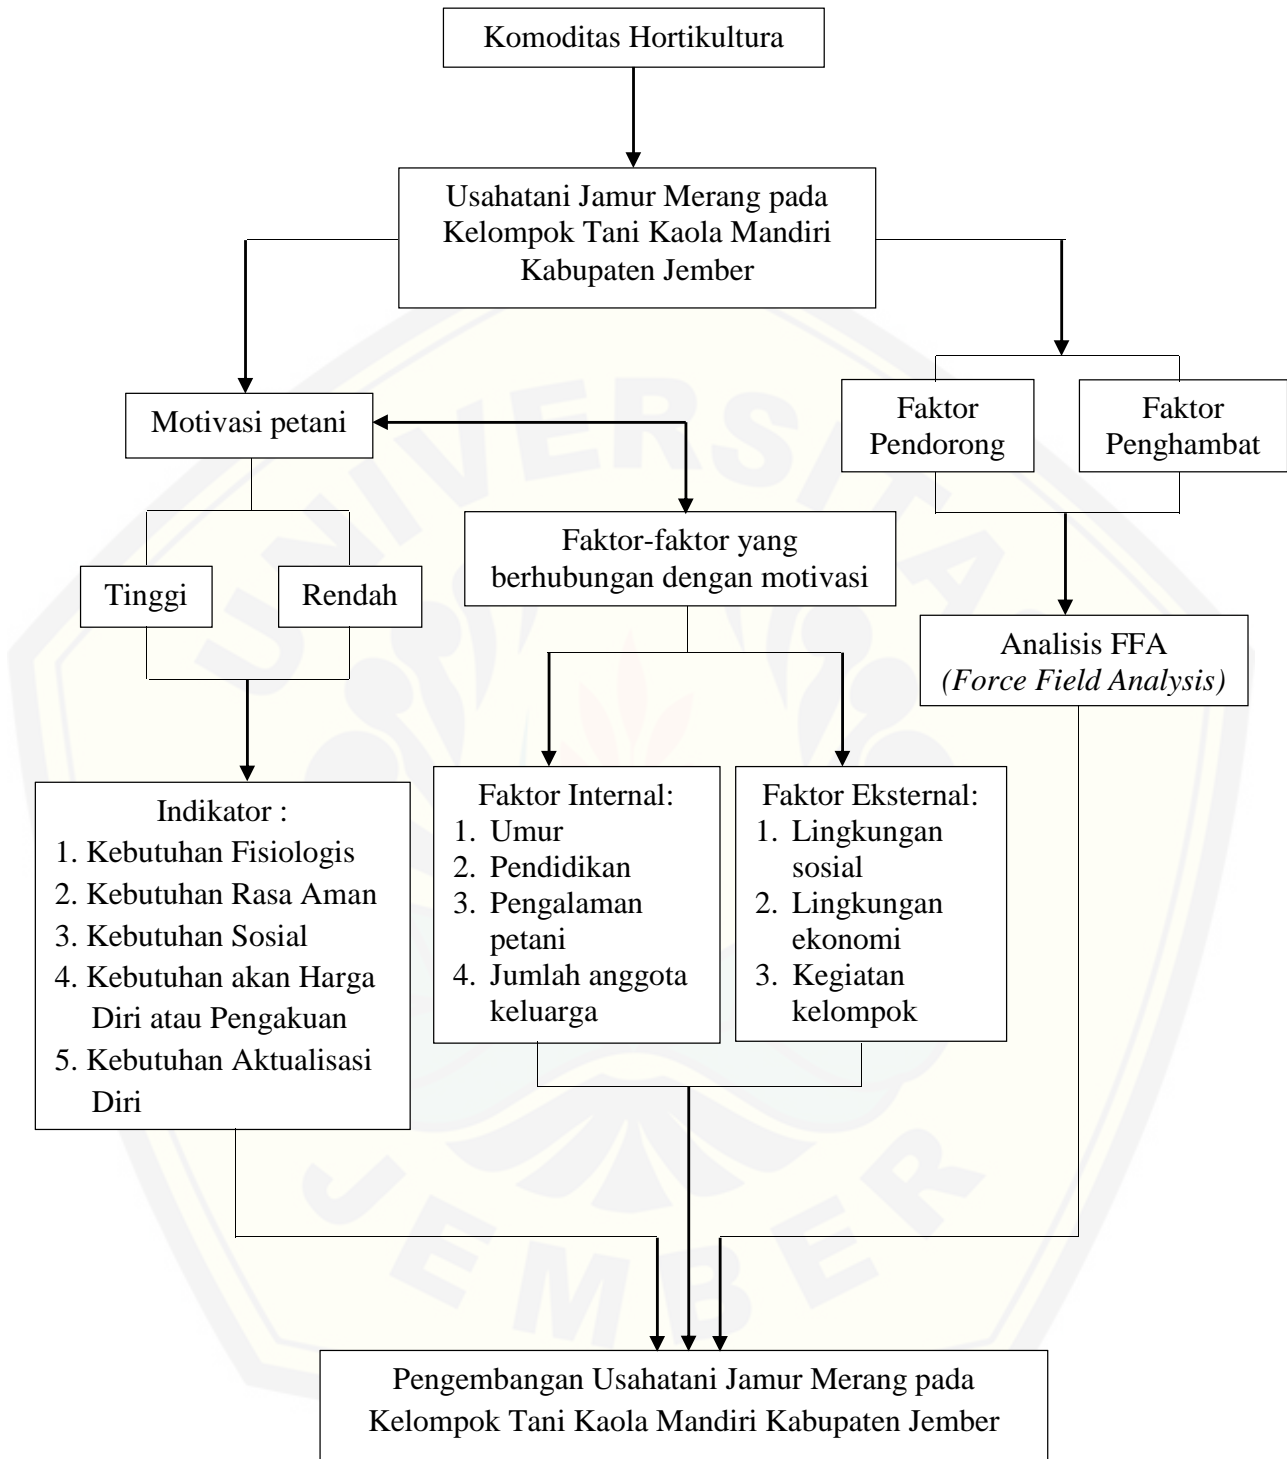 Komoditas Hortikultura
Usahatani Jamur Merang pada
Kelompok Tani Kaola Mandiri
Kabupaten Jember
Motivasi petani
Faktor
Pendorong
Faktor
Penghambat
Tinggi
Rendah
Faktor-faktor yang
berhubungan dengan motivasi
Analisis FFA
(Force Field Analysis)
Indikator :
1. Kebutuhan Fisiologis
2. Kebutuhan Rasa Aman
3. Kebutuhan Sosial
4. Kebutuhan akan Harga
Diri atau Pengakuan
5. Kebutuhan Aktualisasi
Diri
Faktor Internal:
1. Umur
2. Pendidikan
3. Pengalaman
petani
4. Jumlah anggota
keluarga
Faktor Eksternal:
1. Lingkungan
sosial
2. Lingkungan
ekonomi
3. Kegiatan
kelompok
Pengembangan Usahatani Jamur Merang pada
Kelompok Tani Kaola Mandiri Kabupaten Jember
UNIVERSITAS
JEMBER